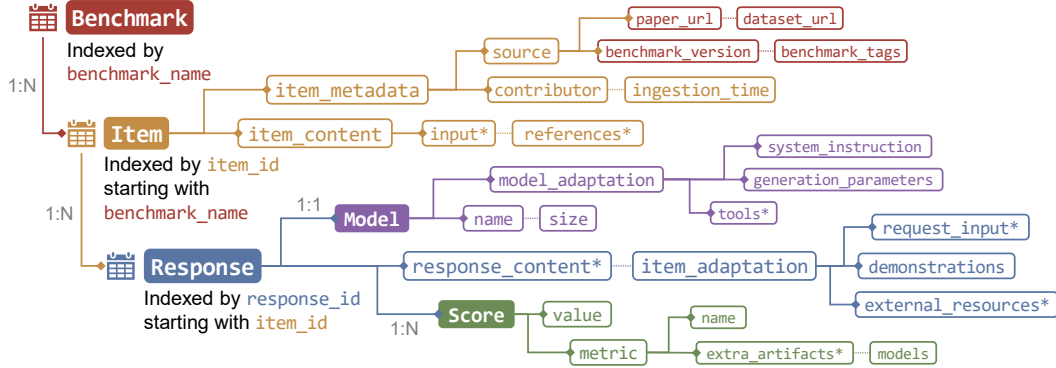 Benchmark
Indexed by
benchmark_name
1:N
paper_url dataset_url
source
benchmark_version benchmark_tags
item_metadata
contributor ingestion_time
Item
item_content input* references*
Indexed by item_id
starting with
benchmark_name
1:N
system_instruction
model_adaptation
generation_parameters
1:1
Model
name size
tools*
request_input*
Response
response_content* item_adaptation
demonstrations
Indexed by response_id
starting with item_id
external_resources*
1:N
Score
value
name
metric
extra_artifacts* models